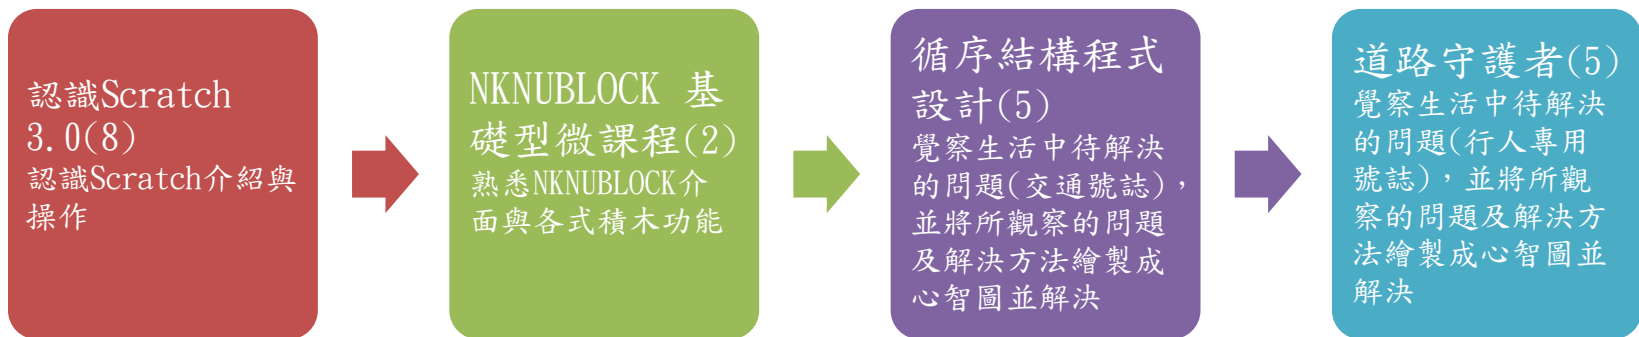 認識Scratch
3.0(8)
認識Scratch介紹與
操作
NKNUBLOCK 基
礎型微課程(2)
熟悉NKNUBLOCK介
面與各式積木功能
循序結構程式
設計(5)
覺察生活中待解決
的問題(交通號誌)，
並將所觀察的問題
及解決方法繪製成
心智圖並解決
道路守護者(5)
覺察生活中待解決
的問題(行人專用
號誌)，並將所觀
察的問題及解決方
法繪製成心智圖並
解決